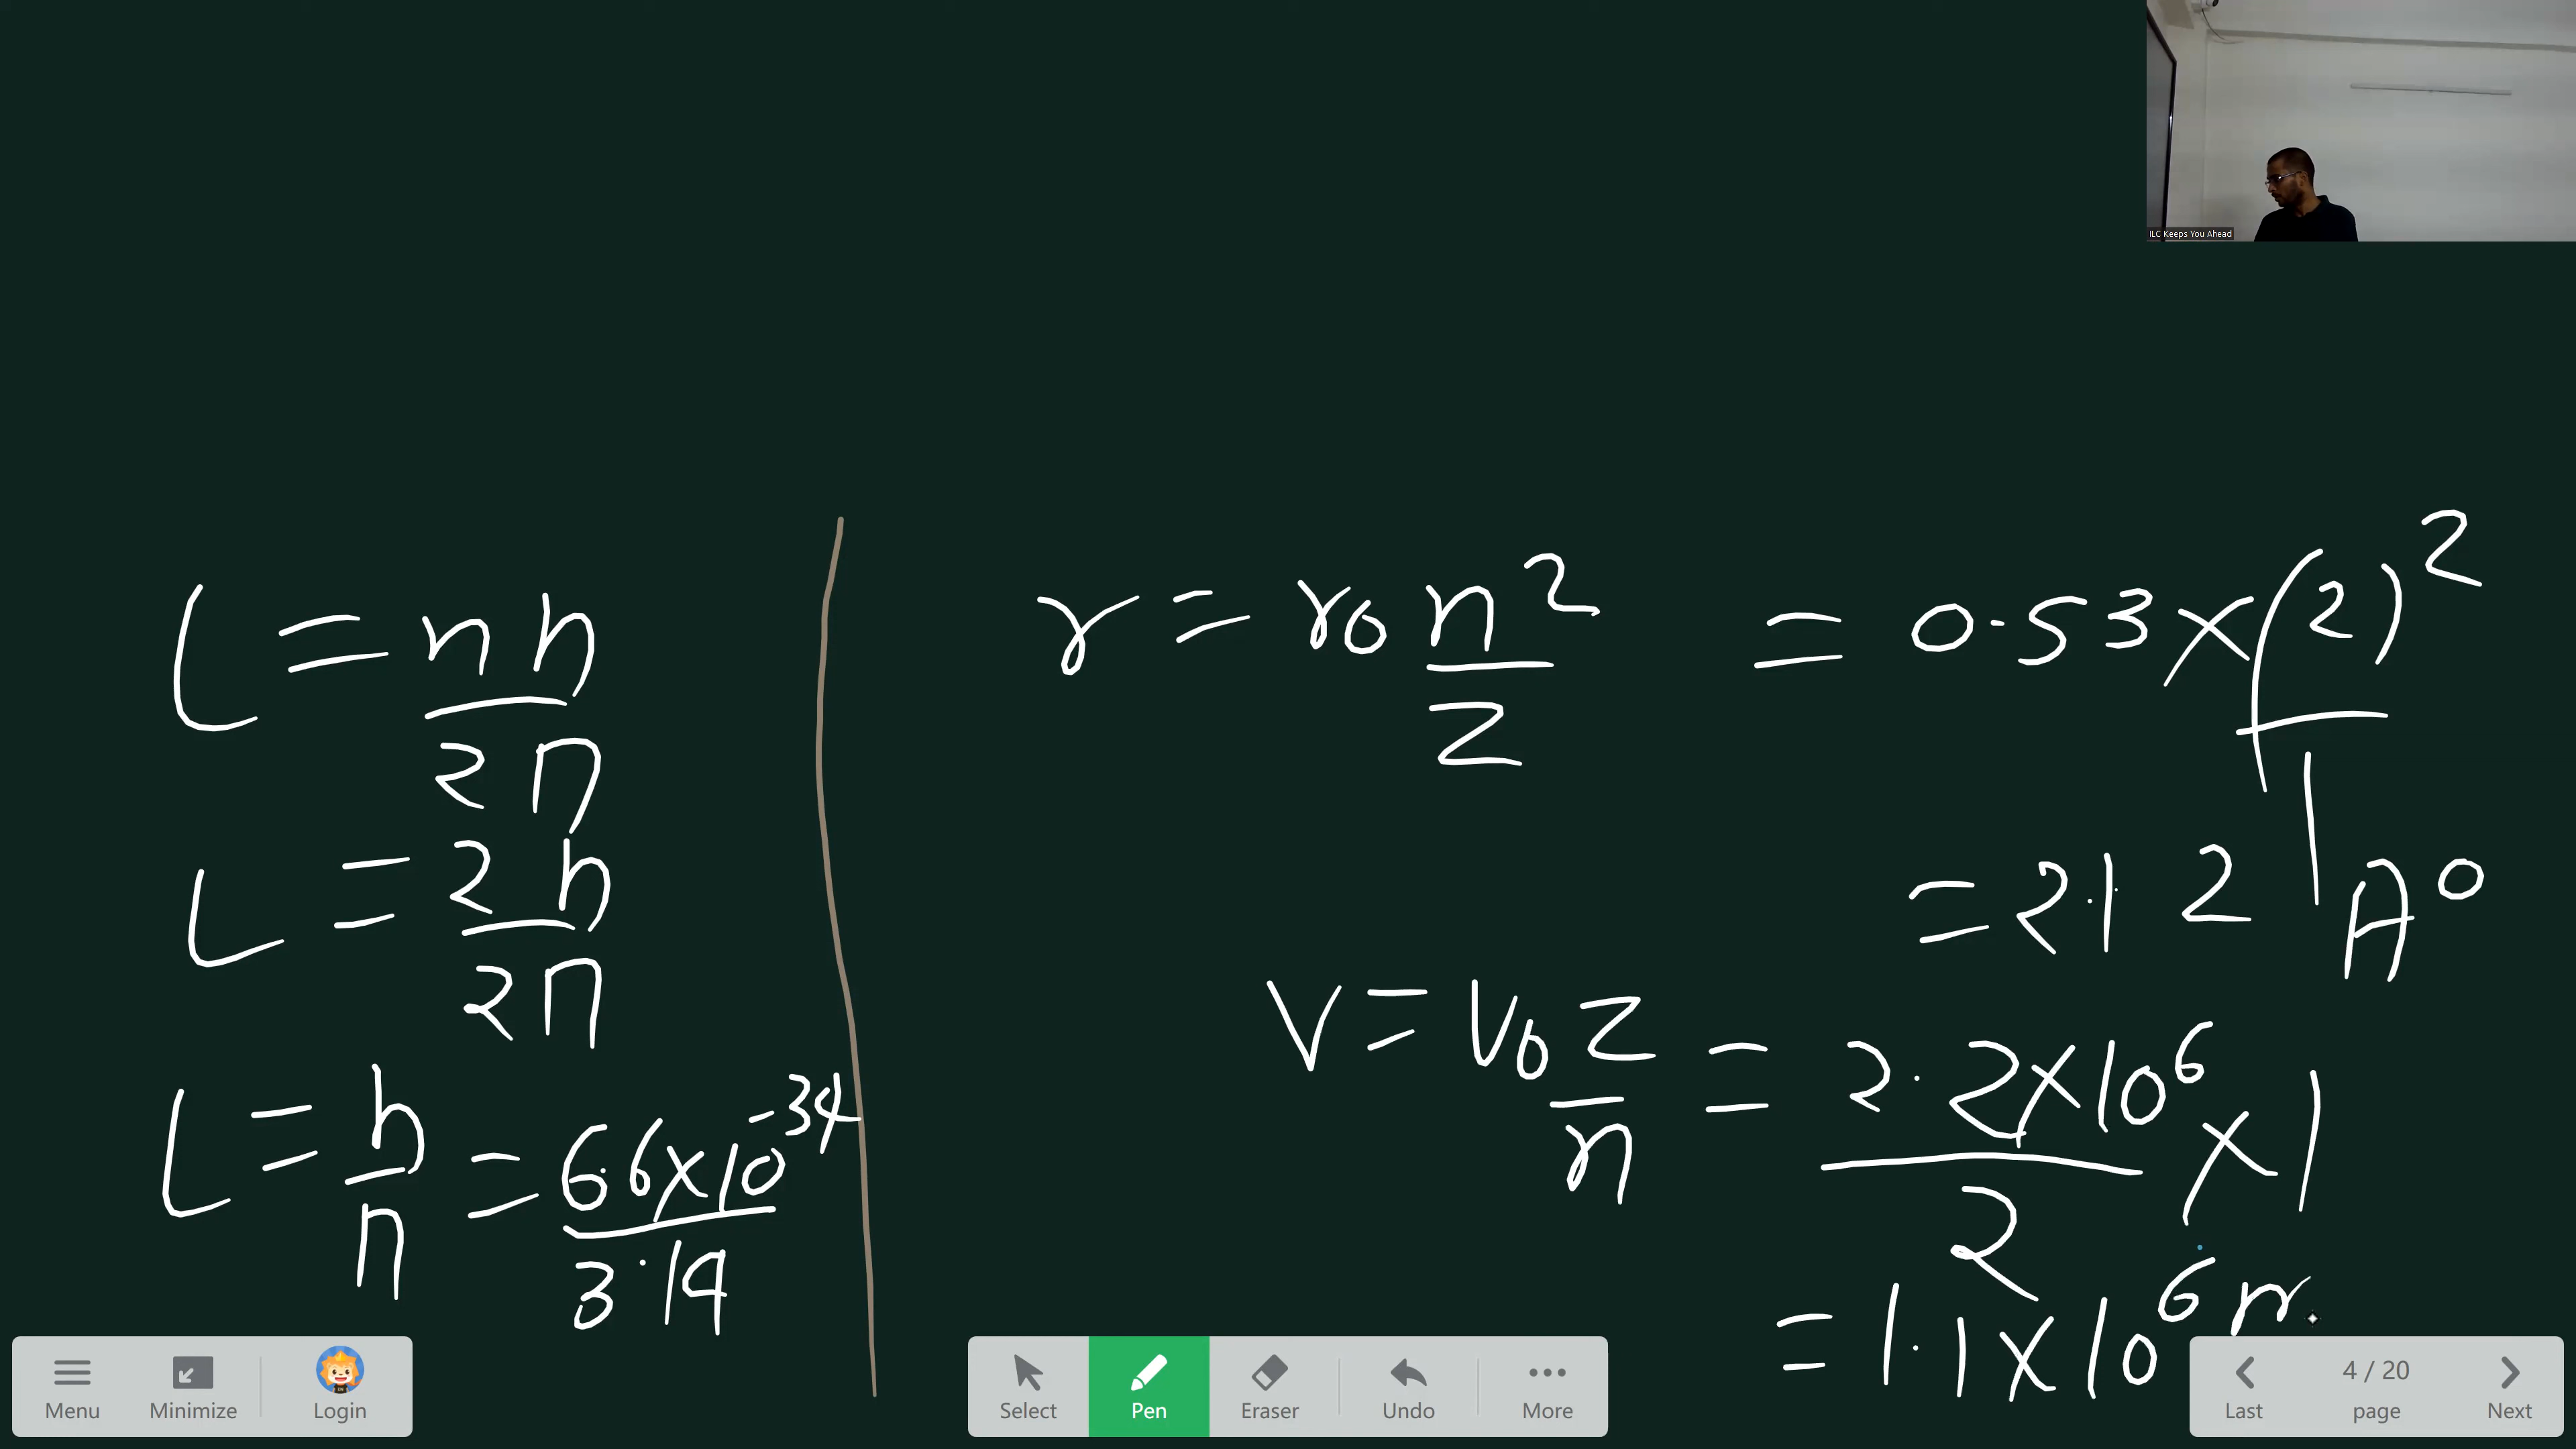 ILC Keeps You Ahead
L = nh / 2π
L = 2h / 2π
L = h / π = 6.6 × 10^-34 / 3.14
r = r₀ n² / Z = 0.53 × (2)² / 1
= 2.12 A⁰
V = V₀ Z / n = 2.2 × 10⁶ / 2 × 1
= 1.1 × 10⁶ m
Menu Minimize Login
Select Pen Eraser Undo More
Last 4 / 20 page Next